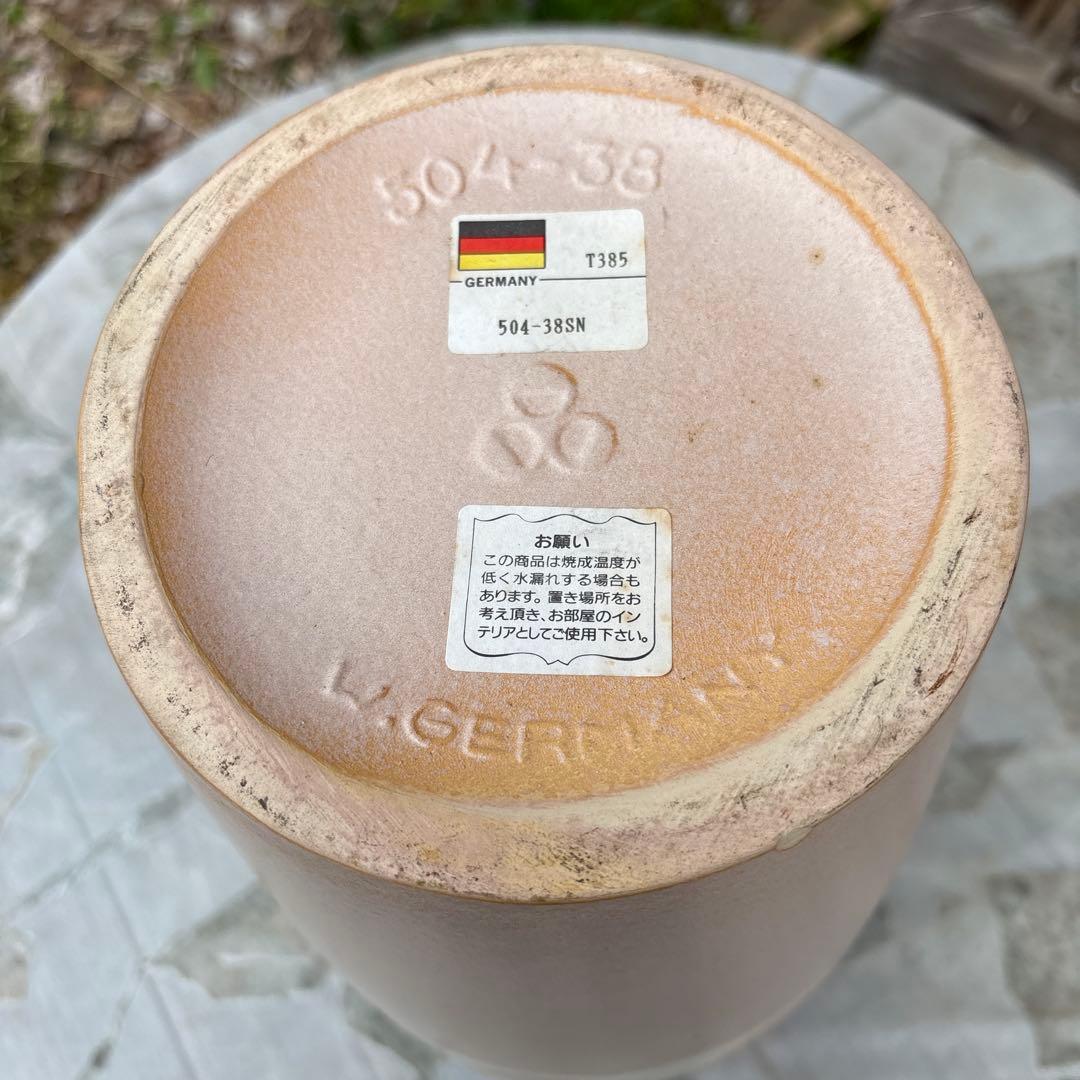 504-38
T385
GERMANY
504-38SN
お願い
この商品は焼成温度が
低く水漏れする場合も
あります。置き場所をお
考え頂き、お部屋のイン
テリアとしてご使用下さい。
W.GERMANY